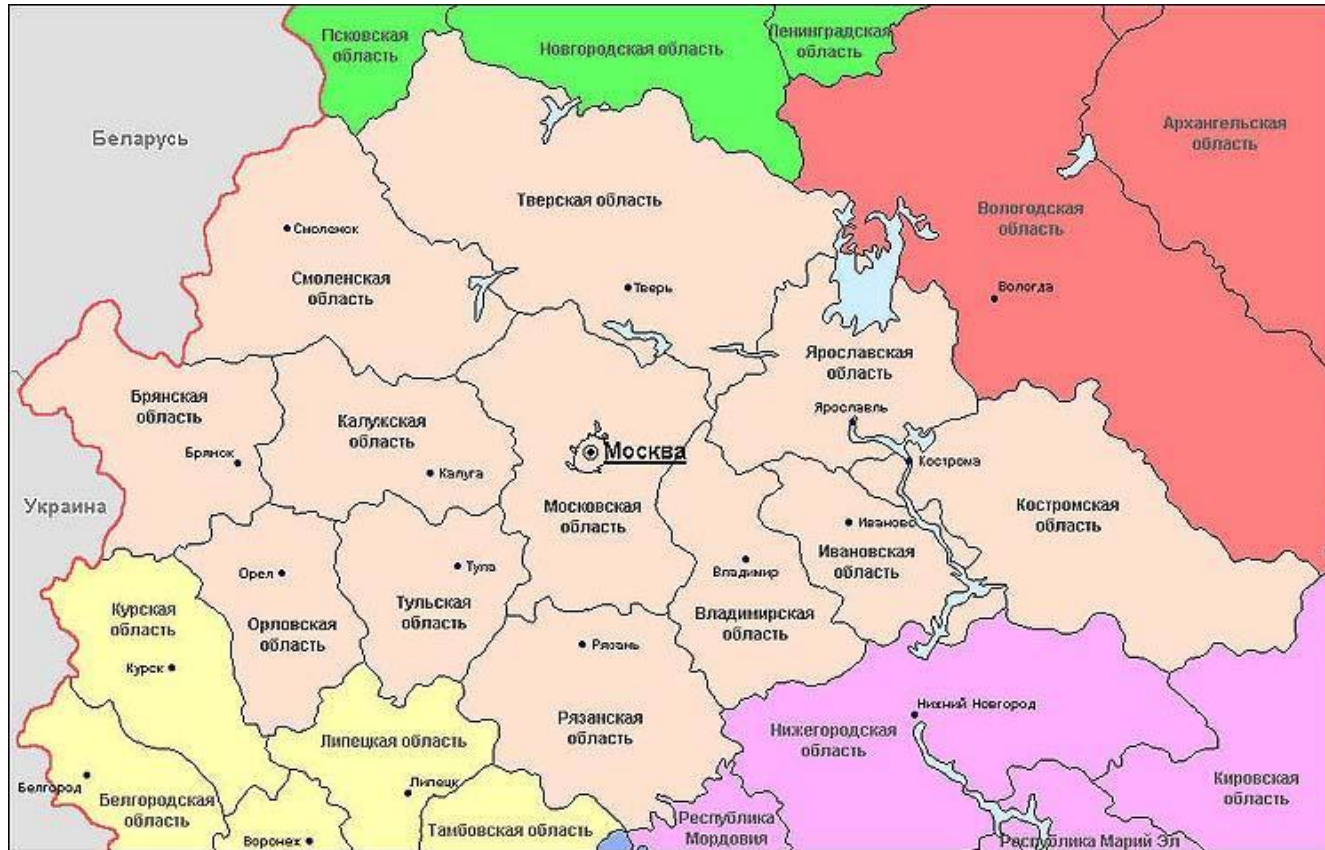 Псковская
область
Новгородская область
Ленинградская
область
Беларусь
Архангельская
область
Тверская область
Вологодская
область
Смоленск
Смоленская
область
Тверь
Вологда
Ярославская
область
Брянская
область
Калужская
область
Ярославль
Брянск
Калуга
Москва
Кострома
Украина
Московская
область
Костромская
область
Иваново
Ивановская
область
Орел
Тула
Владимир
Курская
область
Орловская
область
Тульская
область
Владимирская
область
Курск
Рязань
Рязанская
область
Нижний Новгород
Нижегородская
область
Липецкая область
Белгород
Липецк
Кировская
область
Белгородская
область
Воронеж
Тамбовская область
Республика
Мордовия
Республика Марий Эл